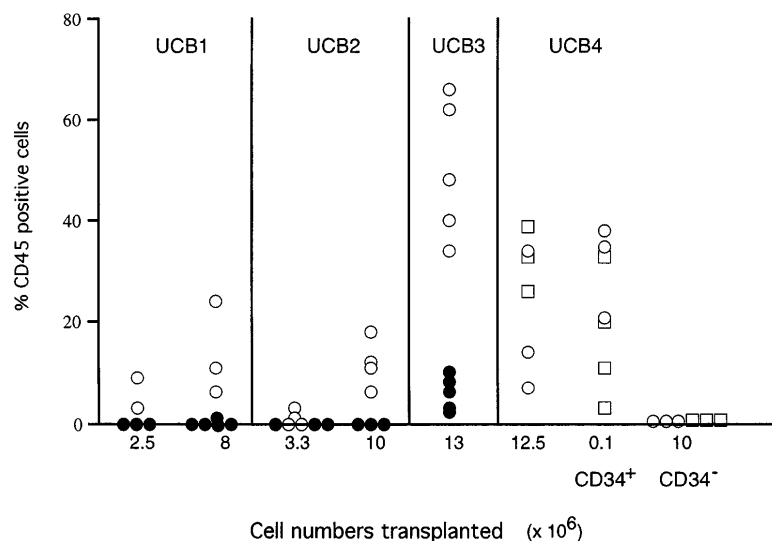 80
UCB1 UCB2 UCB3 UCB4
60
40
20
0
% CD45 positive cells
2.5 8 3.3 10 13 12.5 0.1 10
CD34+ CD34-
Cell numbers transplanted (x 10^6)